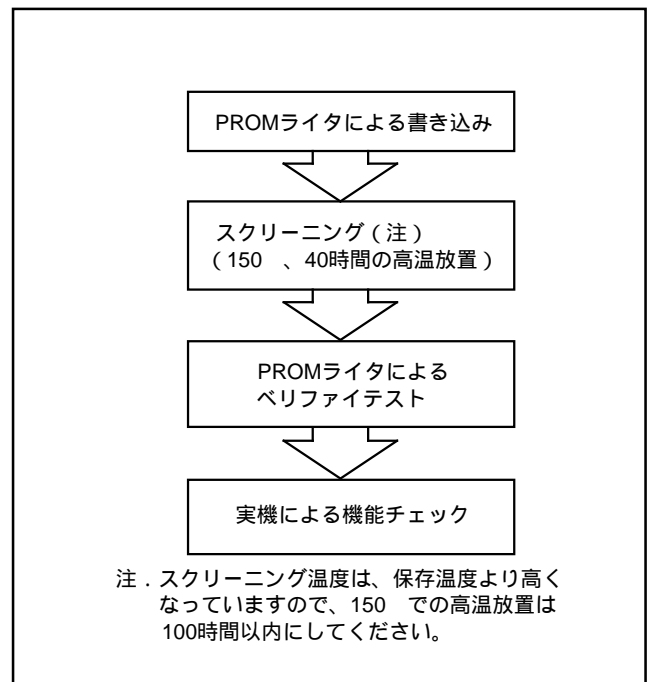 PROMライタによる書き込み
スクリーニング（注）
（150　、40時間の高温放置）
PROMライタによる
ベリファイテスト
実機による機能チェック
注．スクリーニング温度は、保存温度より高く
なっていますので、150　での高温放置は
100時間以内にしてください。